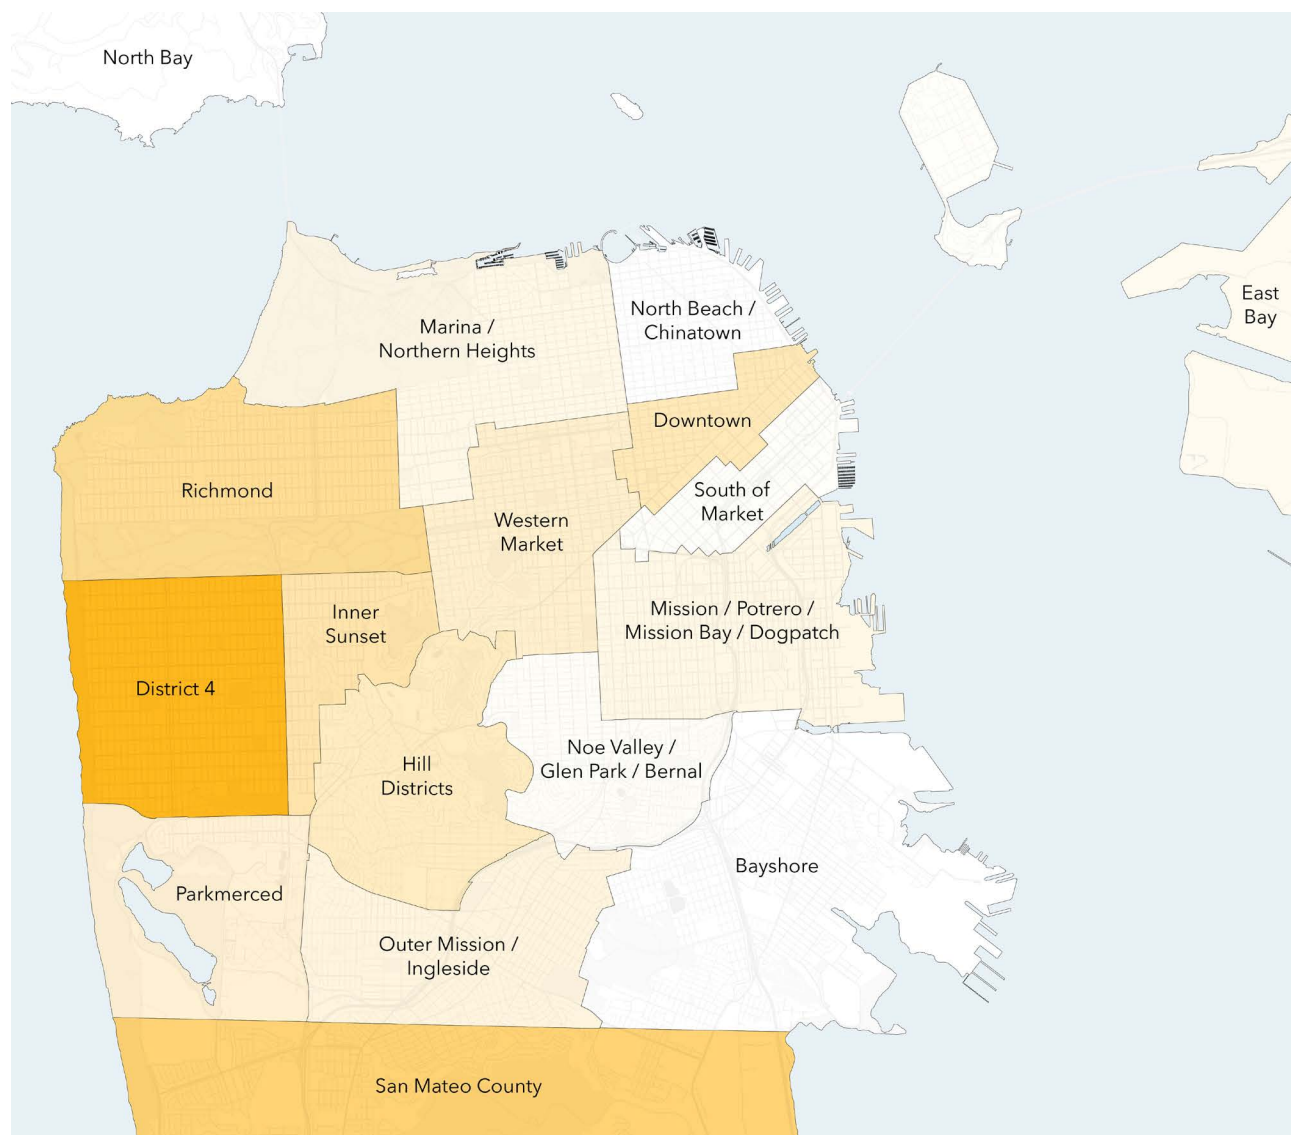 North Bay
East
Bay
North Beach /
Chinatown
Marina /
Northern Heights
Downtown
Richmond
South of
Market
Western
Market
Inner
Sunset
Mission / Potrero /
Mission Bay / Dogpatch
District 4
Noe Valley /
Glen Park / Bernal
Hill
Districts
Bayshore
Parkmerced
Outer Mission /
Ingleside
San Mateo County